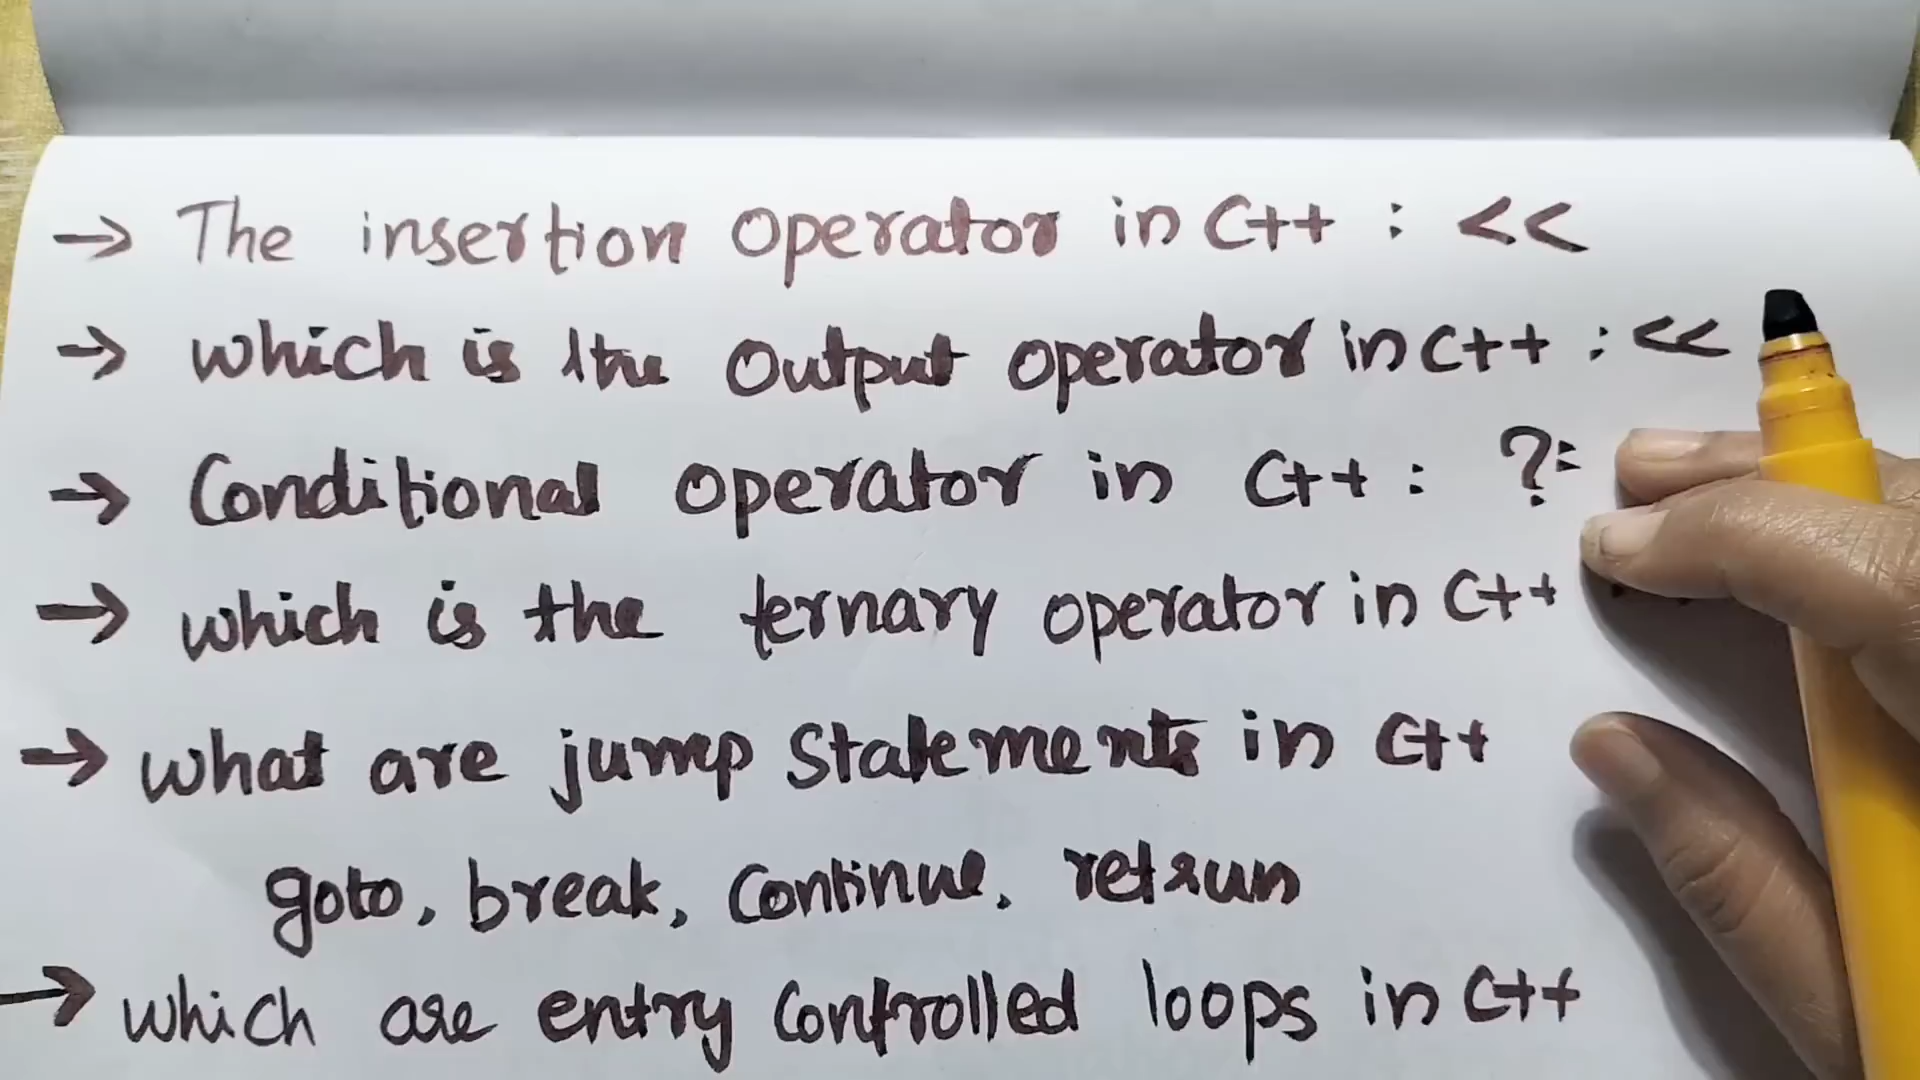 → The insertion operator in C++ : <<
→ which is the output operator in C++ : <<
→ Conditional operator in C++ : ?:
→ which is the ternary operator in C++
→ what are jump statements in C++
goto, break, continue, retrun
→ which are entry controlled loops in C++